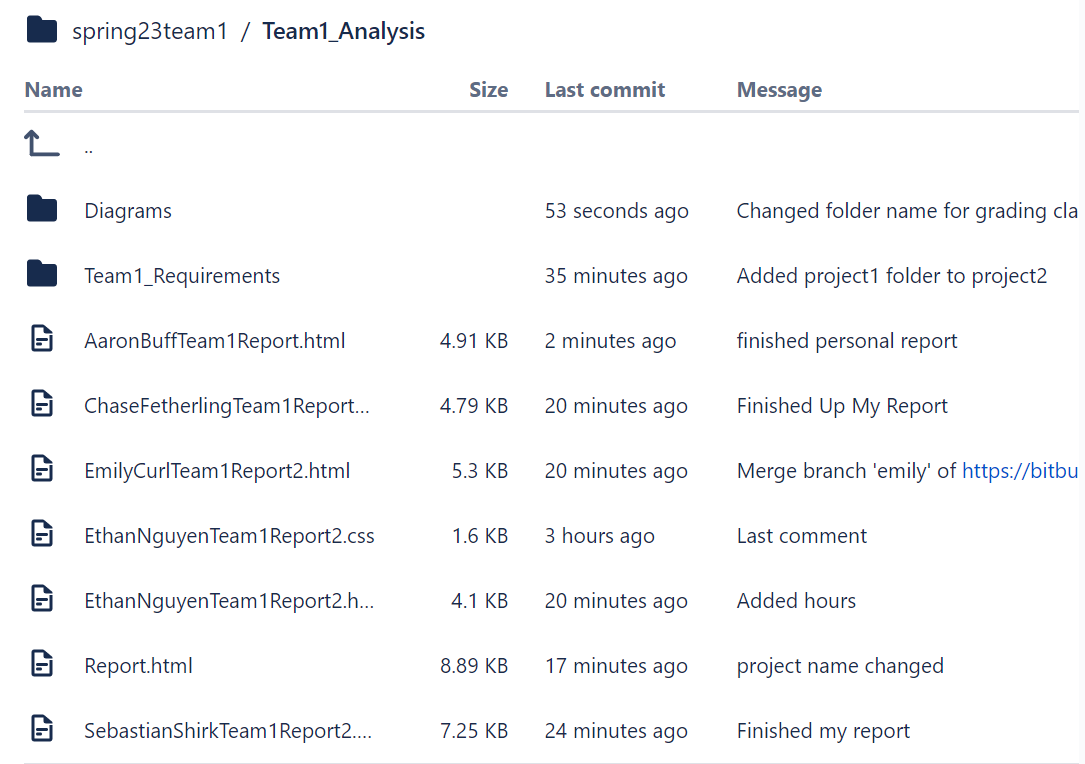 spring23team1 / Team1_Analysis
Name Size Last commit Message
..
Diagrams 53 seconds ago Changed folder name for grading cla
Team1_Requirements 35 minutes ago Added project1 folder to project2
AaronBuffTeam1Report.html 4.91 KB 2 minutes ago finished personal report
ChaseFetherlingTeam1Report... 4.79 KB 20 minutes ago Finished Up My Report
EmilyCurlTeam1Report2.html 5.3 KB 20 minutes ago Merge branch 'emily' of https://bitbu
EthanNguyenTeam1Report2.css 1.6 KB 3 hours ago Last comment
EthanNguyenTeam1Report2.h... 4.1 KB 20 minutes ago Added hours
Report.html 8.89 KB 17 minutes ago project name changed
SebastianShirkTeam1Report2.... 7.25 KB 24 minutes ago Finished my report